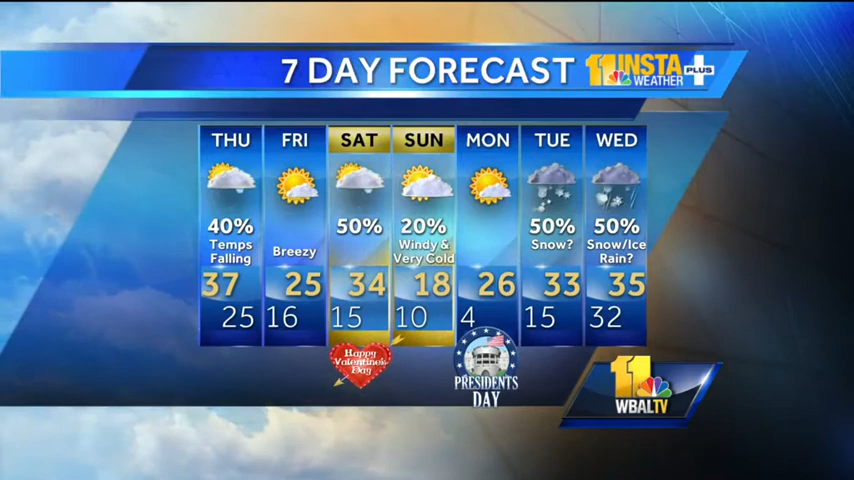 7 DAY FORECAST
11 INSTA
WEATHER
PLUS
THU FRI SAT SUN MON TUE WED
40% 50% 20% 50% 50%
Temps
Falling
Breezy
Windy &
Very Cold
Snow?
Snow/Ice
Rain?
37 25 34 18 26 33 35
25 16 15 10 4 15 32
Happy
Valentine's
Day
PRESIDENTS
DAY
11
WBALTV